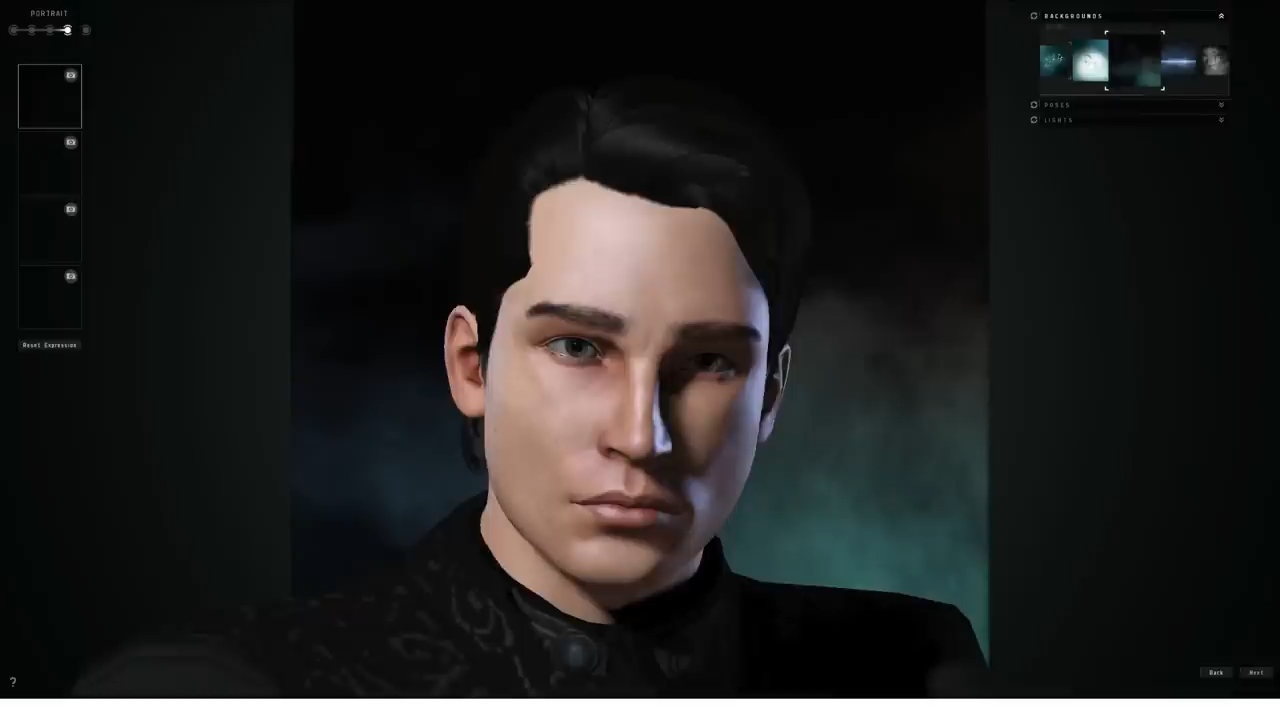 PORTRAIT
BACKGROUNDS
POSES
LIGHTS
Reset Expression
?
Back
Next